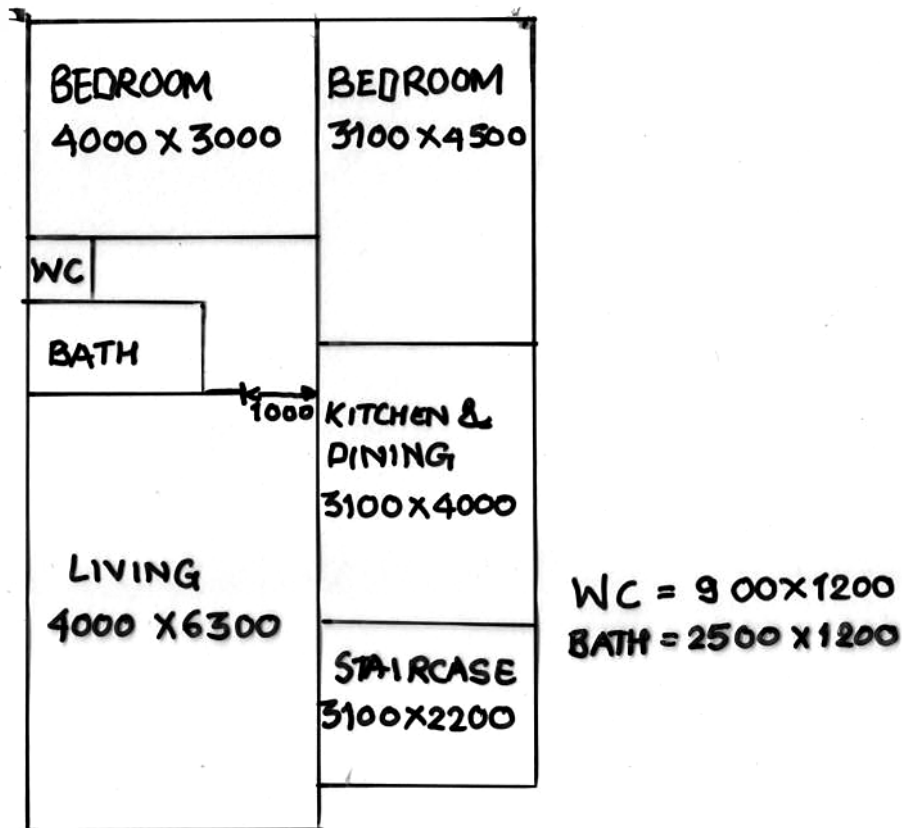 BEDROOM
4000 X 3000
BEDROOM
3100 X 4500
WC
BATH
1000
KITCHEN &
DINING
3100 X 4000
LIVING
4000 X 6300
STAIRCASE
3100 X 2200
WC = 900 X 1200
BATH = 2500 X 1200